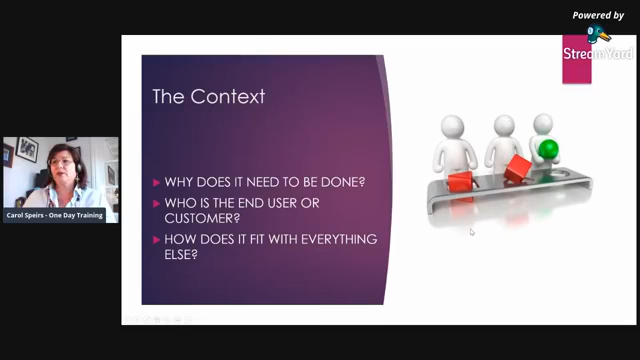 Powered by
StreamYard
The Context
WHY DOES IT NEED TO BE DONE?
WHO IS THE END USER OR
CUSTOMER?
HOW DOES IT FIT WITH EVERYTHING
ELSE?
Carol Speirs - One Day Training